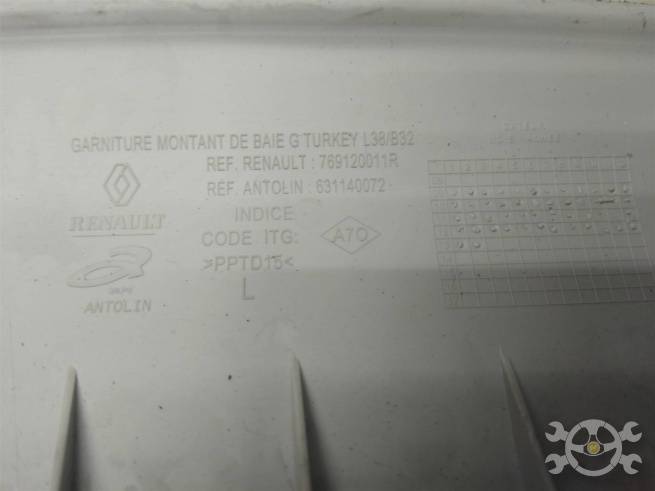 GARNITURE MONTANT DE BAIE G TURKEY L38/B32
REF. RENAULT : 769120011R
REF. ANTOLIN : 631140072
INDICE
CODE ITG: A70
>PPTD15<
L
RENAULT
ANTOLIN